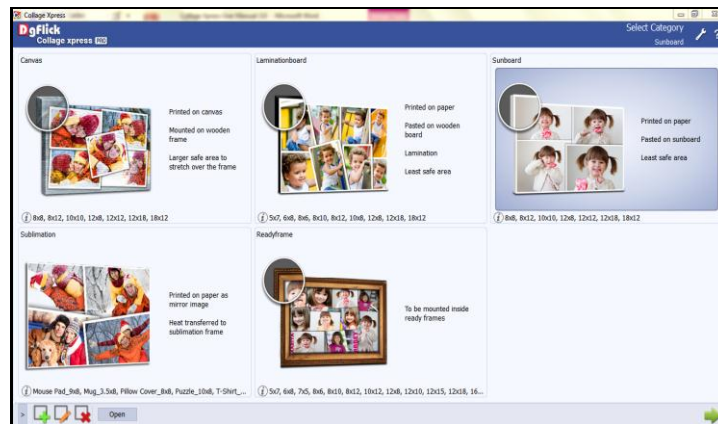 Collage Xpress
DgFlick
Collage xpress PRO
Select Category
Sunboard
Canvas
Printed on canvas
Mounted on wooden
frame
Larger safe area to
stretch over the frame
8x8, 8x12, 10x10, 12x8, 12x12, 12x18, 18x12
Laminationboard
Printed on paper
Pasted on wooden
board
Lamination
Least safe area
5x7, 6x8, 8x6, 8x10, 8x12, 10x8, 12x8, 12x18, 18x12
Sunboard
Printed on paper
Pasted on sunboard
Least safe area
8x8, 8x12, 10x10, 12x8, 12x12, 12x18, 18x12
Sublimation
Printed on paper as
mirror image
Heat transferred to
sublimation frame
Mouse Pad_9x8, Mug_3.5x8, Pillow Cover_8x8, Puzzle_10x8, T-Shirt_...
Readyframe
To be mounted inside
ready frames
5x7, 6x8, 7x5, 8x6, 8x10, 8x12, 10x12, 12x8, 12x10, 12x15, 12x18, 16...
> Open